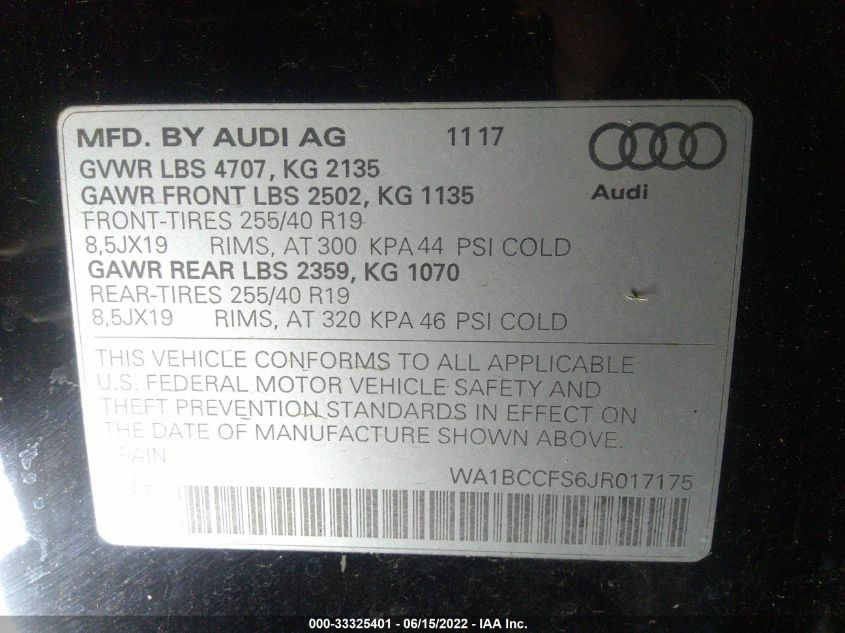 MFD. BY AUDI AG 11 17
GVWR LBS 4707, KG 2135
GAWR FRONT LBS 2502, KG 1135
Audi
FRONT-TIRES 255/40 R19
8,5JX19 RIMS, AT 300 KPA 44 PSI COLD
GAWR REAR LBS 2359, KG 1070
REAR-TIRES 255/40 R19
8,5JX19 RIMS, AT 320 KPA 46 PSI COLD
THIS VEHICLE CONFORMS TO ALL APPLICABLE
U.S. FEDERAL MOTOR VEHICLE SAFETY AND
THEFT PREVENTION STANDARDS IN EFFECT ON
THE DATE OF MANUFACTURE SHOWN ABOVE.
WA1BCCFS6JR017175
000-33325401 - 06/15/2022 - IAA Inc.